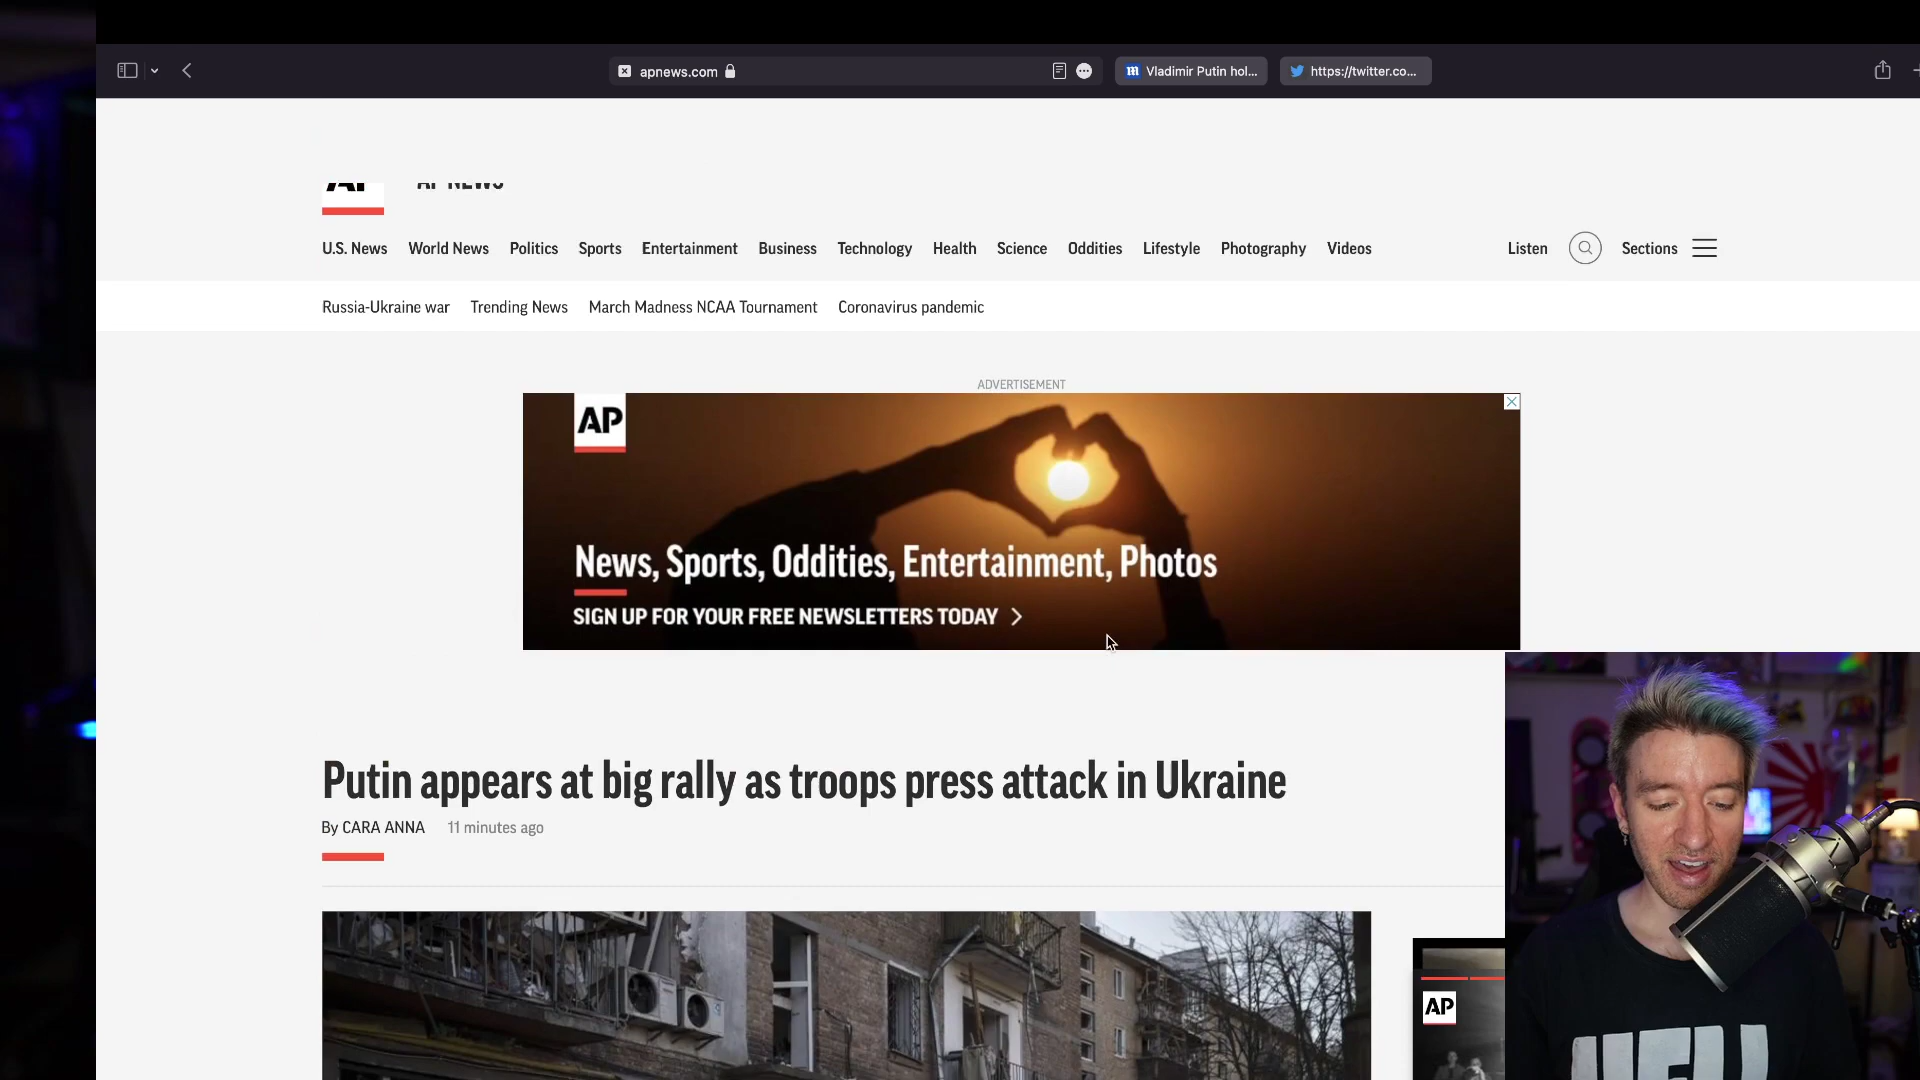 apnews.com
Vladimir Putin hol...
https://twitter.co...
AP AP NEWS
U.S. News World News Politics Sports Entertainment Business Technology Health Science Oddities Lifestyle Photography Videos Listen Sections
Russia-Ukraine war Trending News March Madness NCAA Tournament Coronavirus pandemic
ADVERTISEMENT
AP
News, Sports, Oddities, Entertainment, Photos
SIGN UP FOR YOUR FREE NEWSLETTERS TODAY
Putin appears at big rally as troops press attack in Ukraine
By CARA ANNA 11 minutes ago
AP